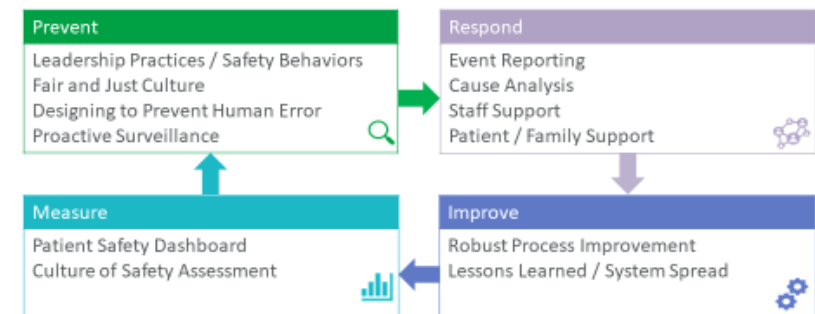 Prevent
Leadership Practices / Safety Behaviors
Fair and Just Culture
Designing to Prevent Human Error
Proactive Surveillance
Respond
Event Reporting
Cause Analysis
Staff Support
Patient / Family Support
Measure
Patient Safety Dashboard
Culture of Safety Assessment
Improve
Robust Process Improvement
Lessons Learned / System Spread